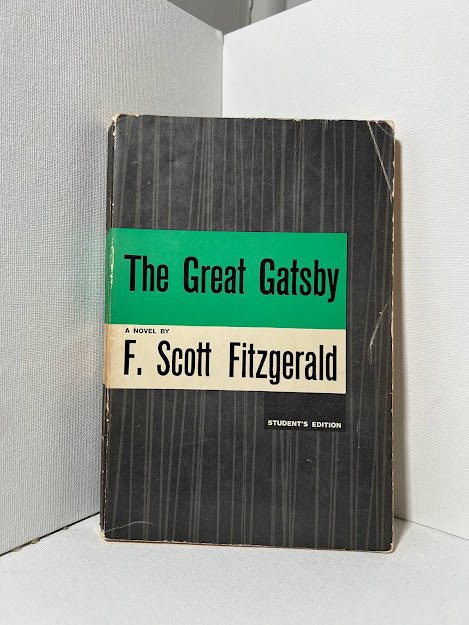 The Great Gatsby
A NOVEL BY
F. Scott Fitzgerald
STUDENT'S EDITION